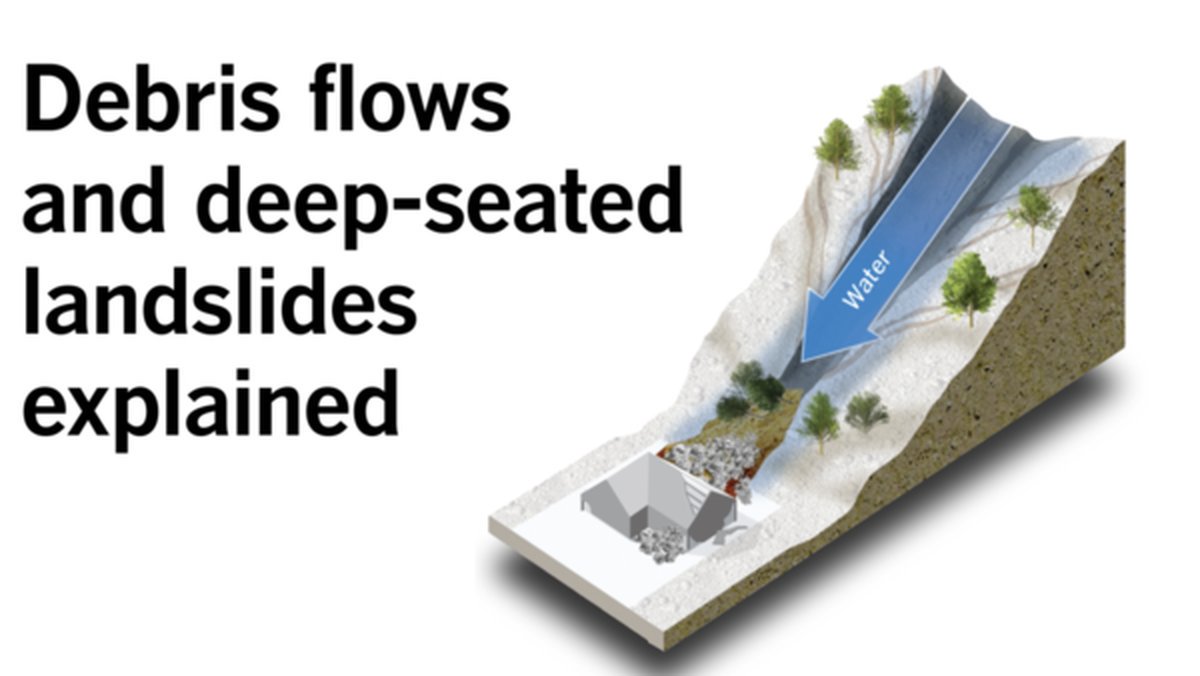 Debris flows
and deep-seated
landslides
explained
Water